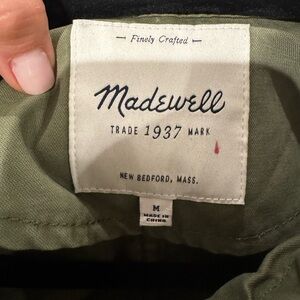 — Finely Crafted —
Madewell
TRADE 1937 MARK
NEW BEDFORD, MASS.
M
MADE IN
CHINA